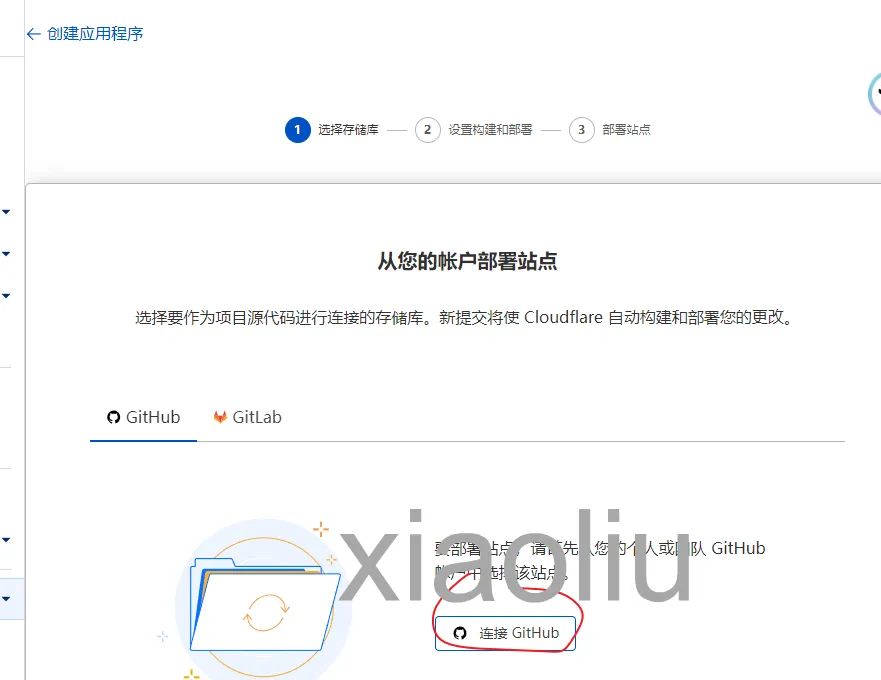 ← 创建应用程序
1 选择存储库 2 设置构建和部署 3 部署站点
从您的帐户部署站点
选择要作为项目源代码进行连接的存储库。新提交将使 Cloudflare 自动构建和部署您的更改。
GitHub GitLab
要部署站点，请首先从您的个人或团队 GitHub
帐户中选择该站点。
xiaoliu
连接 GitHub